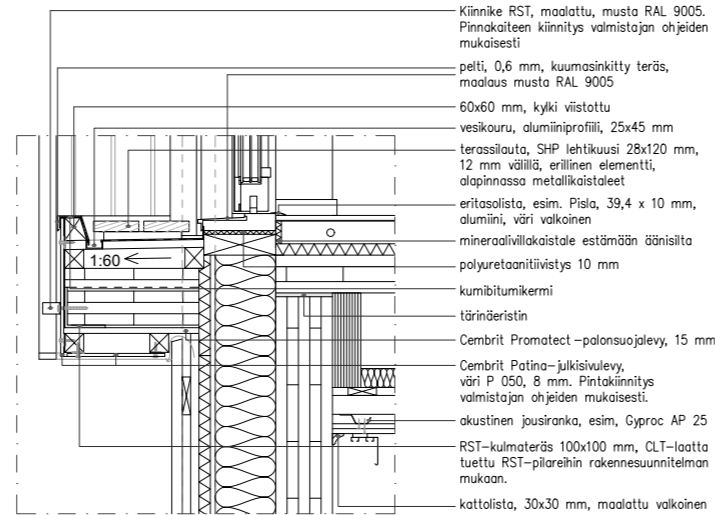 Kiinnike RST, maalattu, musta RAL 9005.
Pinnakaiteen kiinnitys valmistajan ohjeiden
mukaisesti
pelti, 0,6 mm, kuumasinkitty teräs,
maalaus musta RAL 9005
60x60 mm, kylki viistottu
vesikouru, alumiiniprofiili, 25x45 mm
terassilauta, SHP lehtikuusi 28x120 mm,
12 mm välillä, erillinen elementti,
alapinnassa metallikaistaleet
eritasolista, esim. Pisla, 39,4 x 10 mm,
alumiini, väri valkoinen
mineraalivillakaistale estämään äänisilta
1:60
polyuretaanitiivistys 10 mm
kumibitumikermi
tärinäeristin
Cembrit Promatect-palonsuojalevy, 15 mm
Cembrit Patina-julkisivulevy,
väri P 050, 8 mm. Pintakiinnitys
valmistajan ohjeiden mukaisesti.
akustinen jousiranka, esim, Gyproc AP 25
RST-kulmateräs 100x100 mm, CLT-laatta
tuettu RST-pilareihin rakennesuunnitelman
mukaan.
kattolista, 30x30 mm, maalattu valkoinen